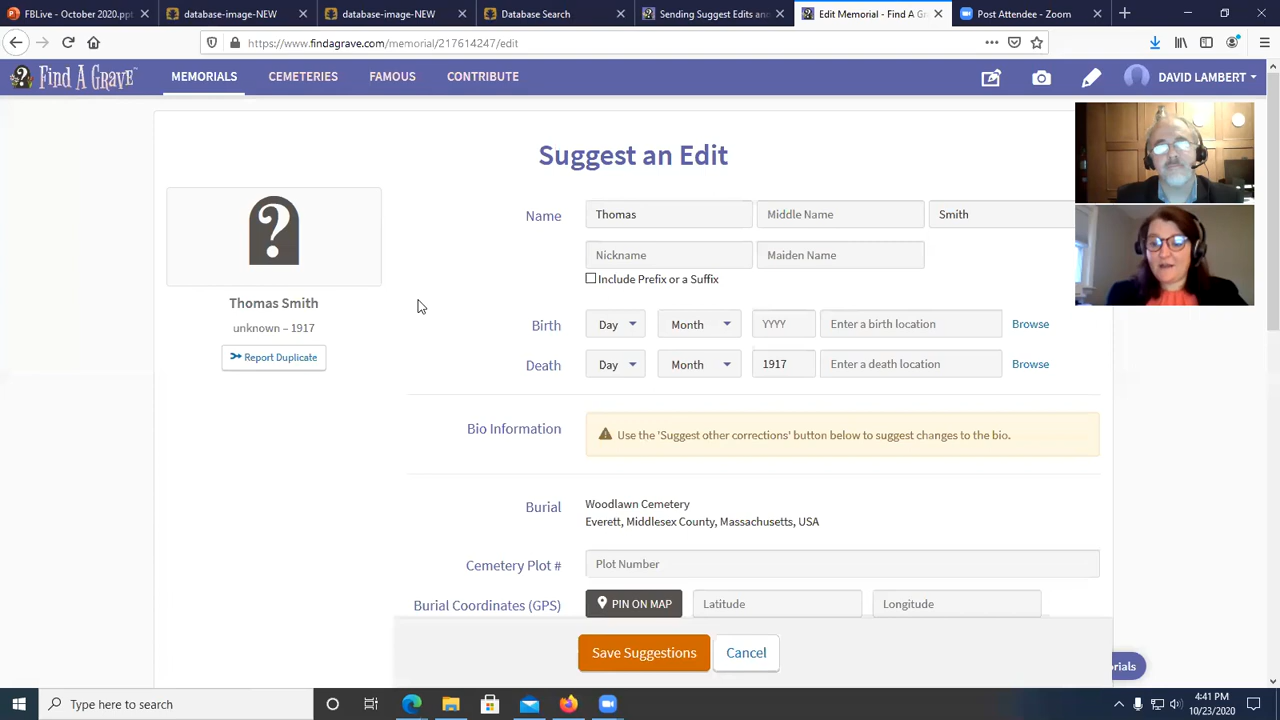 FBLive - October 2020.ppt
database-image-NEW
database-image-NEW
Database Search
Sending Suggest Edits an
Edit Memorial - Find A Gr
Post Attendee - Zoom
https://www.findagrave.com/memorial/217614247/edit
FIND A GRAVE
MEMORIALS
CEMETERIES
FAMOUS
CONTRIBUTE
DAVID LAMBERT
Suggest an Edit
Thomas Smith
unknown – 1917
Report Duplicate
Name
Thomas
Middle Name
Smith
Nickname
Maiden Name
Include Prefix or a Suffix
Birth
Day
Month
YYYY
Enter a birth location
Browse
Death
Day
Month
1917
Enter a death location
Browse
Bio Information
Use the 'Suggest other corrections' button below to suggest changes to the bio.
Burial
Woodlawn Cemetery
Everett, Middlesex County, Massachusetts, USA
Cemetery Plot #
Plot Number
Burial Coordinates (GPS)
PIN ON MAP
Latitude
Longitude
Save Suggestions
Cancel
orials
Type here to search
4:41 PM
10/23/2020